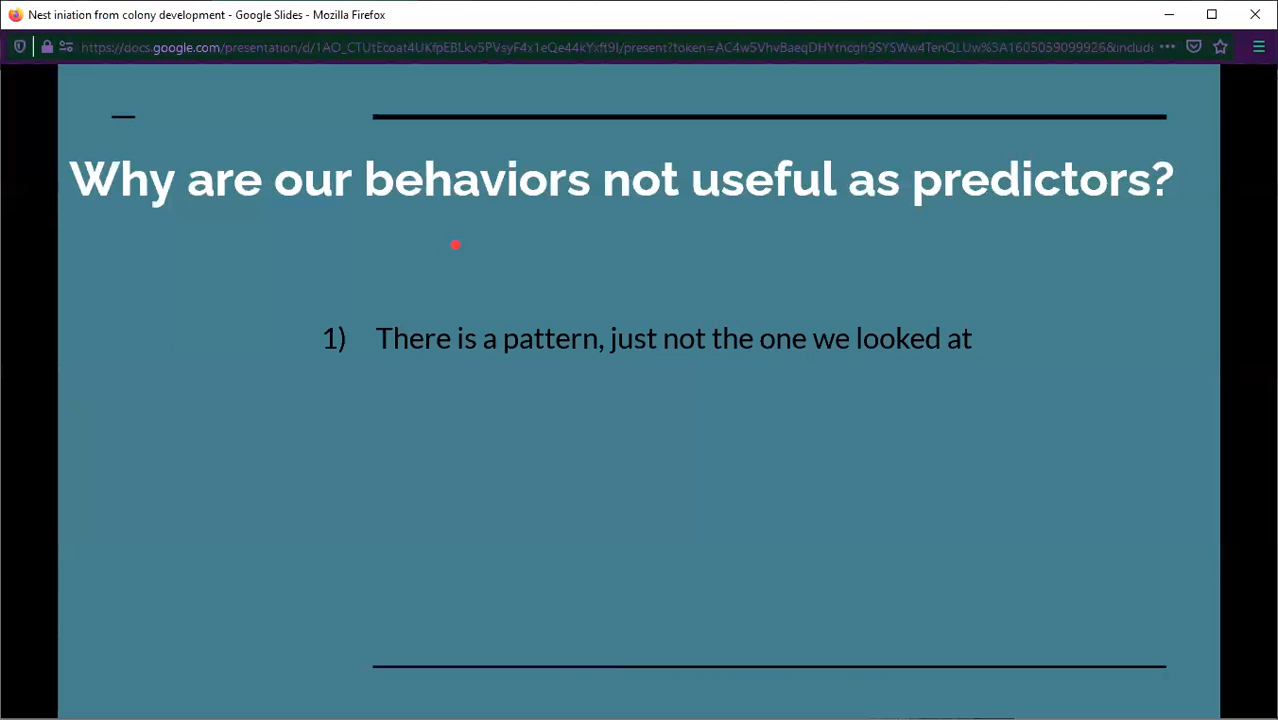 Nest iniation from colony development - Google Slides - Mozilla Firefox
Why are our behaviors not useful as predictors?
1) There is a pattern, just not the one we looked at